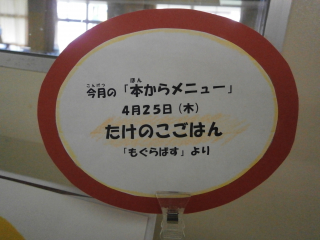 今月の「本からメニュー」
4月25日（木）
たけのこごはん
「もぐらばす」より